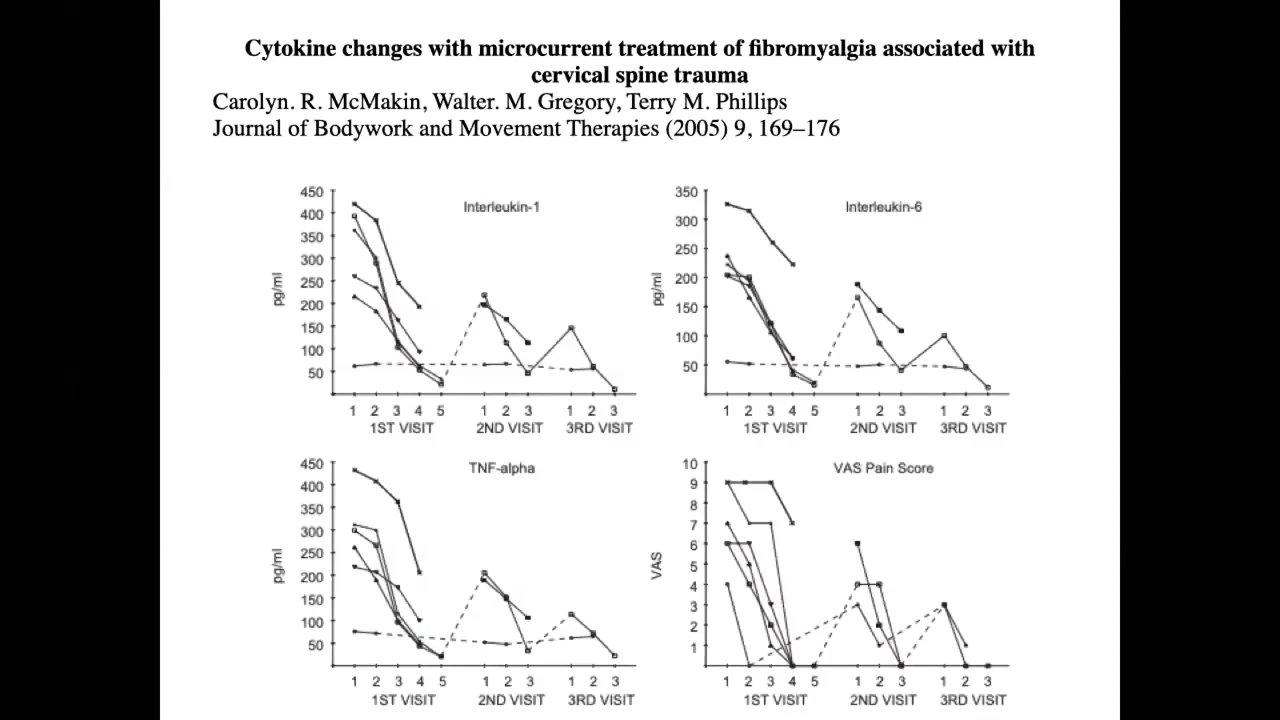 Cytokine changes with microcurrent treatment of fibromyalgia associated with
cervical spine trauma
Carolyn. R. McMakin, Walter. M. Gregory, Terry M. Phillips
Journal of Bodywork and Movement Therapies (2005) 9, 169–176
Interleukin-1
450
400
350
300
250
200
150
100
50
pg/ml
1 2 3 4 5 1 2 3 1 2 3
1ST VISIT 2ND VISIT 3RD VISIT
Interleukin-6
350
300
250
200
150
100
50
pg/ml
1 2 3 4 5 1 2 3 1 2 3
1ST VISIT 2ND VISIT 3RD VISIT
TNF-alpha
450
400
350
300
250
200
150
100
50
pg/ml
1 2 3 4 5 1 2 3 1 2 3
1ST VISIT 2ND VISIT 3RD VISIT
VAS Pain Score
10
9
8
7
6
5
4
3
2
1
VAS
1 2 3 4 5 1 2 3 1 2 3
1ST VISIT 2ND VISIT 3RD VISIT